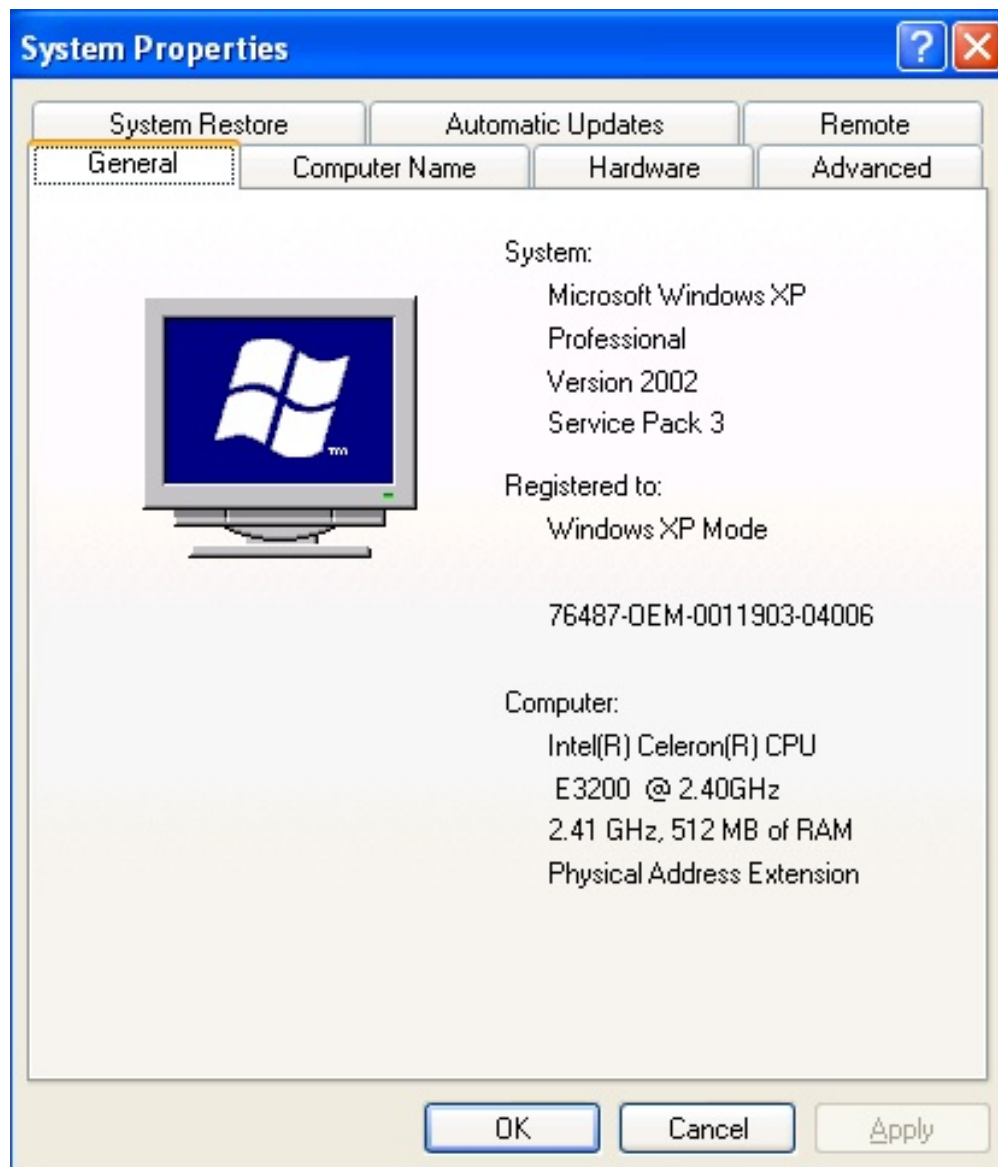 System Properties
System Restore
Automatic Updates
Remote
General
Computer Name
Hardware
Advanced
System:
Microsoft Windows XP
Professional
Version 2002
Service Pack 3
Registered to:
Windows XP Mode
76487-OEM-0011903-04006
Computer:
Intel(R) Celeron(R) CPU
E3200 @ 2.40GHz
2.41 GHz, 512 MB of RAM
Physical Address Extension
TM
OK
Cancel
Apply